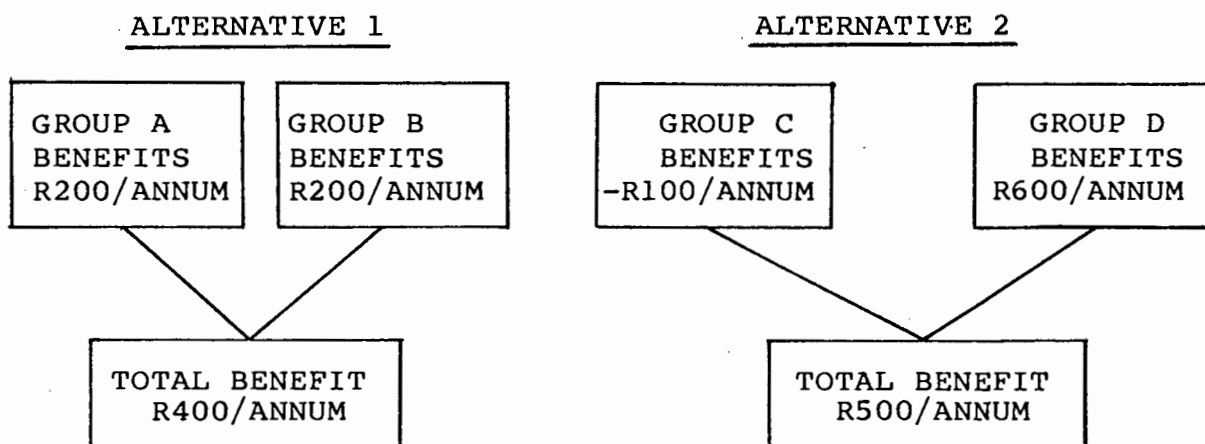 ALTERNATIVE 1
GROUP A
BENEFITS
R200/ANNUM
GROUP B
BENEFITS
R200/ANNUM
TOTAL BENEFIT
R400/ANNUM
ALTERNATIVE 2
GROUP C
BENEFITS
-R100/ANNUM
GROUP D
BENEFITS
R600/ANNUM
TOTAL BENEFIT
R500/ANNUM